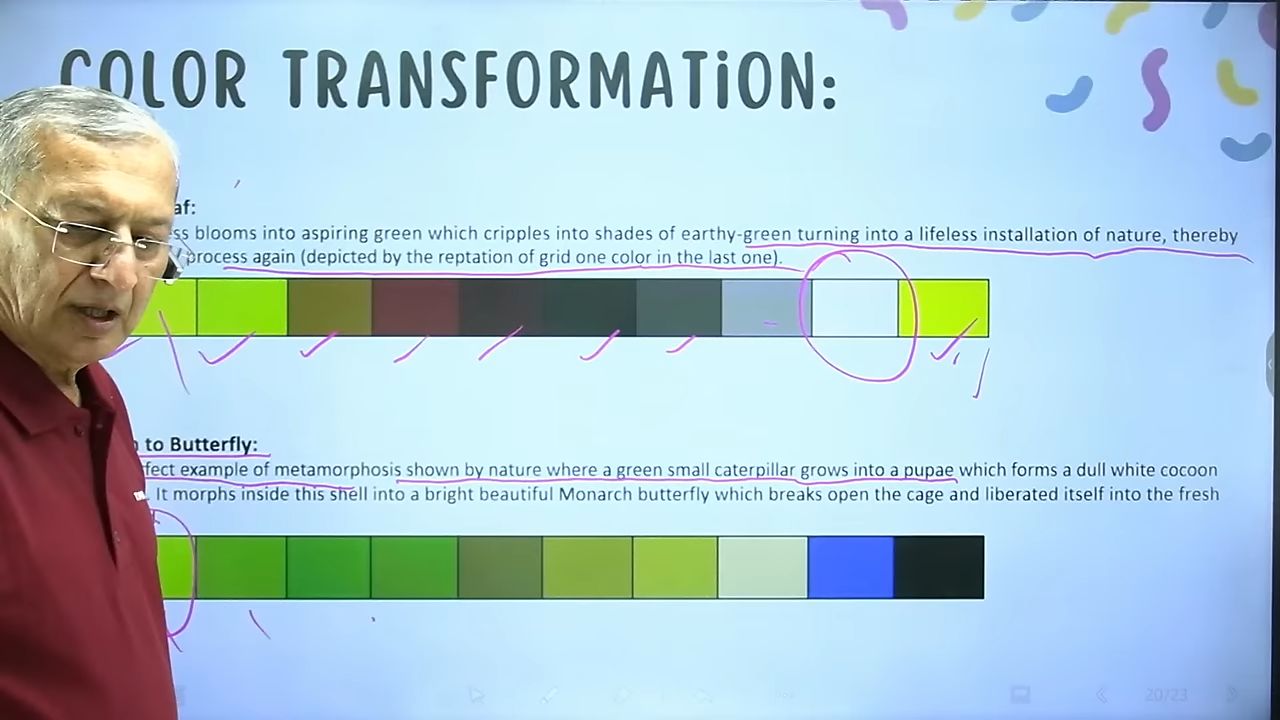 COLOR TRANSFORMATiON:
af:
ss blooms into aspiring green which cripples into shades of earthy-green turning into a lifeless installation of nature, thereby
process again (depicted by the reptation of grid one color in the last one).
to Butterfly:
fect example of metamorphosis shown by nature where a green small caterpillar grows into a pupae which forms a dull white cocoon
. It morphs inside this shell into a bright beautiful Monarch butterfly which breaks open the cage and liberated itself into the fresh
20/23